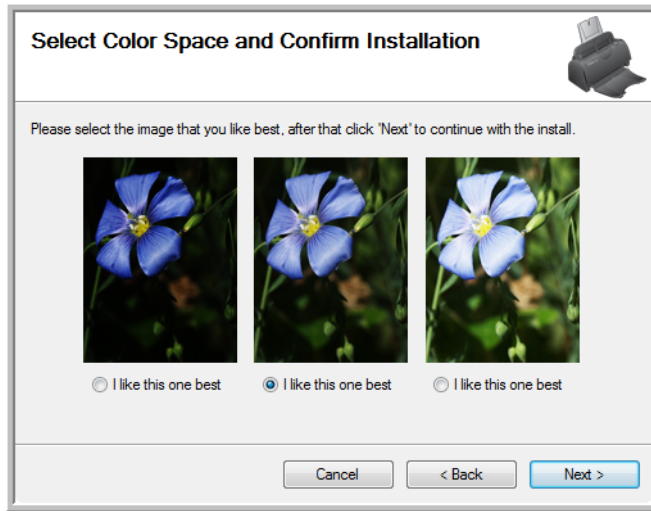 Select Color Space and Confirm Installation
Please select the image that you like best, after that click 'Next' to continue with the install.
I like this one best
I like this one best
I like this one best
Cancel
< Back
Next >